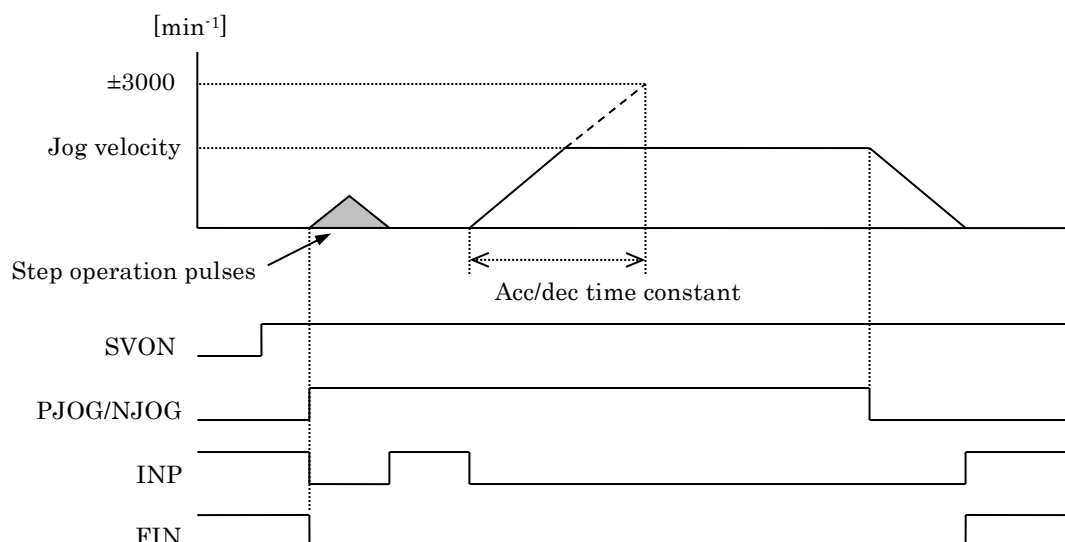 [min⁻¹]
±3000
Jog velocity
Step operation pulses
Acc/dec time constant
SVON
PJOG/NJOG
INP
FIN